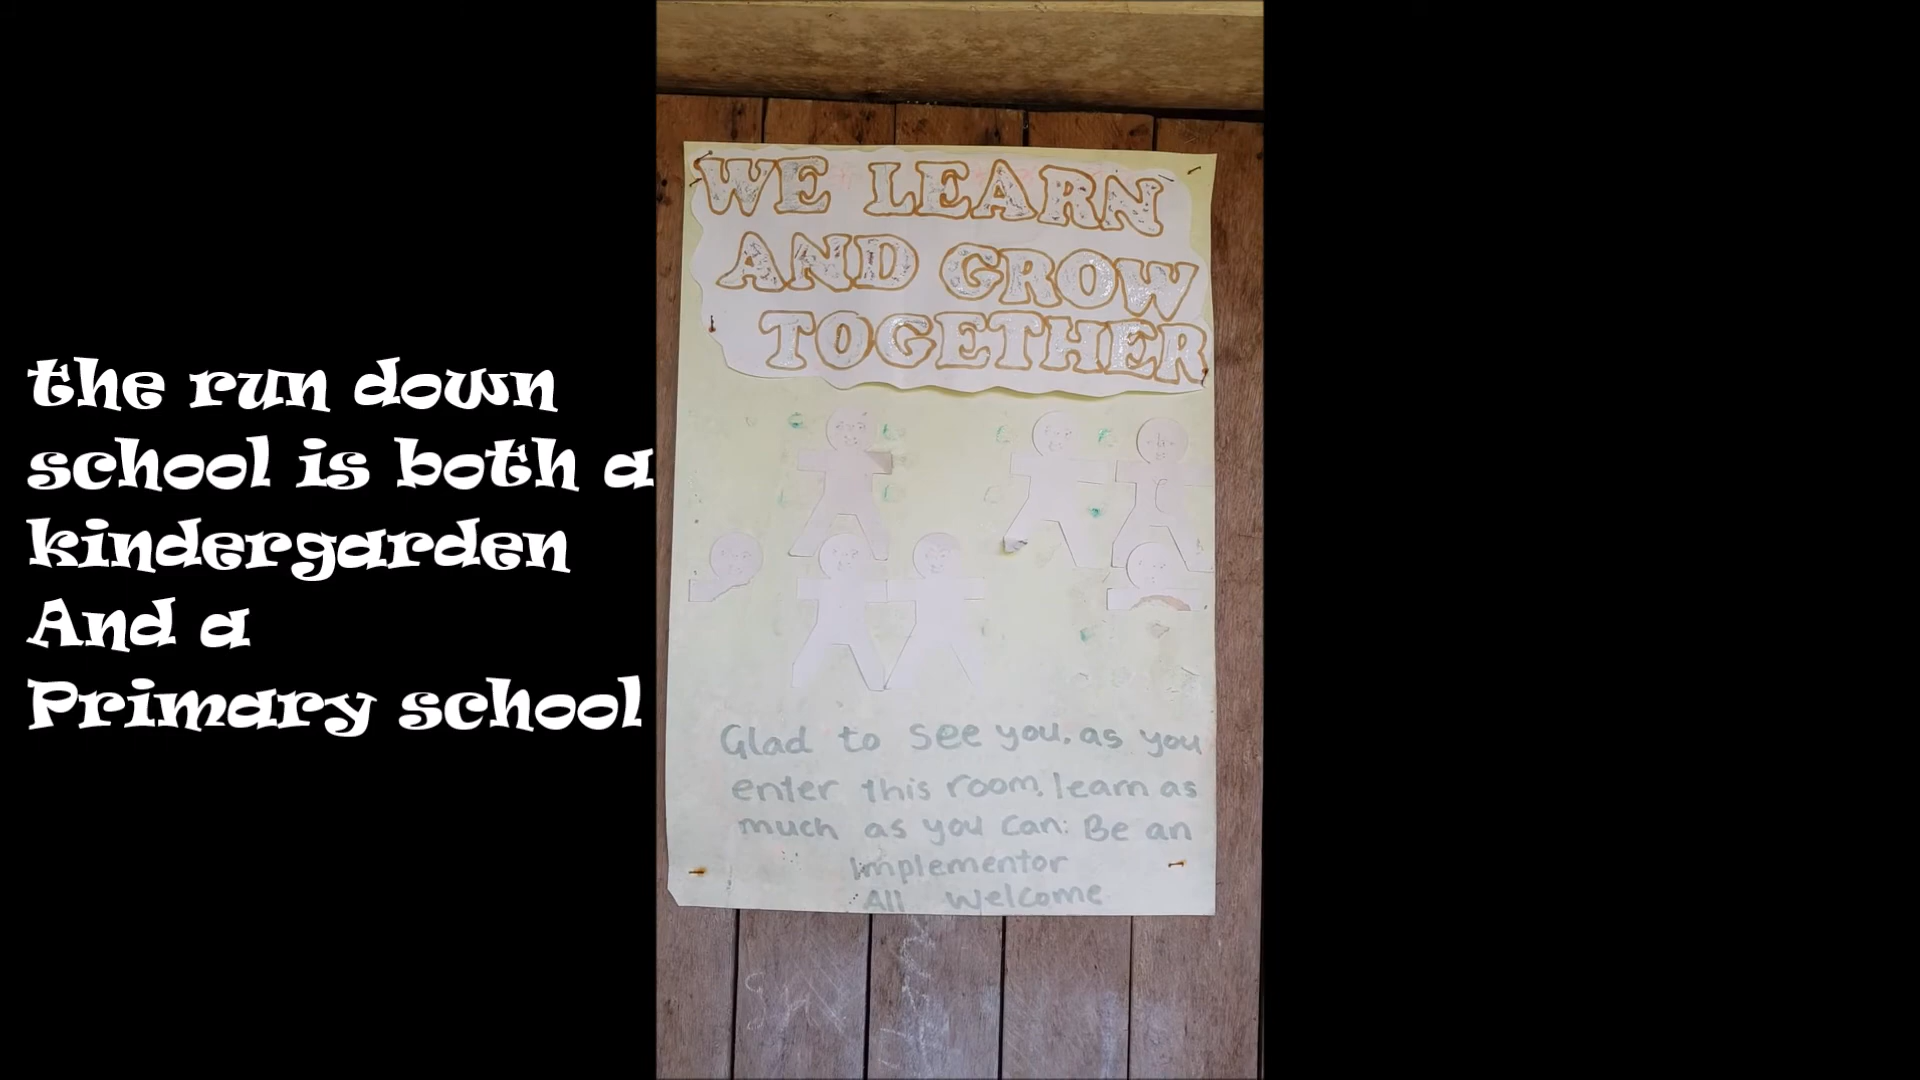 the run down
school is both a
kindergarden
And a
Primary school
WE LEARN
AND GROW
TOGETHER
Glad to see you. as you
enter this room, learn as
much as you can: Be an
Implementor
All Welcome